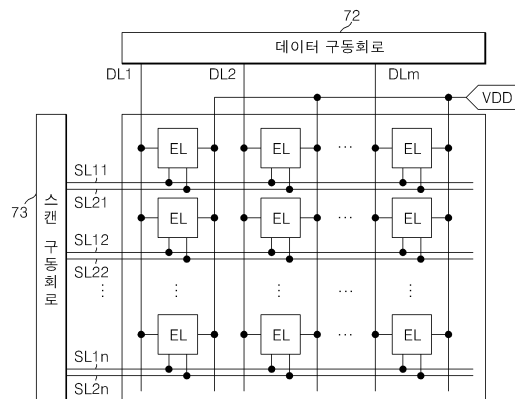 72
데이터 구동회로
DL1 DL2 DLm
VDD
EL EL ... EL
SL11
73
스캔 구동회로
SL21
EL EL ... EL
SL12
SL22
EL EL ... EL
SL1n
SL2n